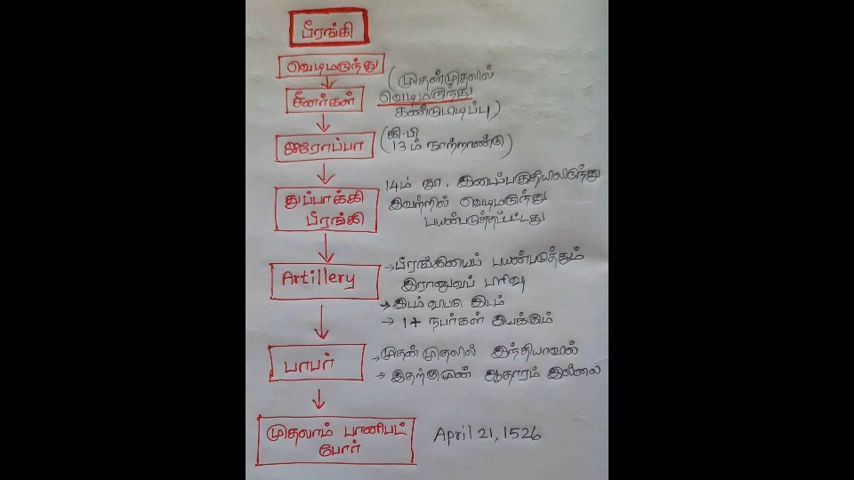 பீரங்கி
வெடிமருந்து
சீனர்கள்
(முதன்முதலில்
வெடிமருந்து
கண்டுபிடிப்பு)
ஐரோப்பா
(கி.பி
13ம் நூற்றாண்டு)
துப்பாக்கி
பீரங்கி
14ம் நூ. இடைப்பகுதியிலிருந்து
இவற்றில் வெடிமருந்து
பயன்படுத்தப்பட்டது
Artillery
→ பீரங்கியைப் பயன்படுத்தும்
இராணுவப் பரிவு
→ இடம் விட்டு இடம்
→ 1+ நபர்கள் இயக்கும்
பாபர்
→ முதன் முதலில் இந்தியாவில்
→ இதற்குமுன் ஆதாரம் இல்லை
முதலாம் பானிபட்
போர்
April 21, 1526